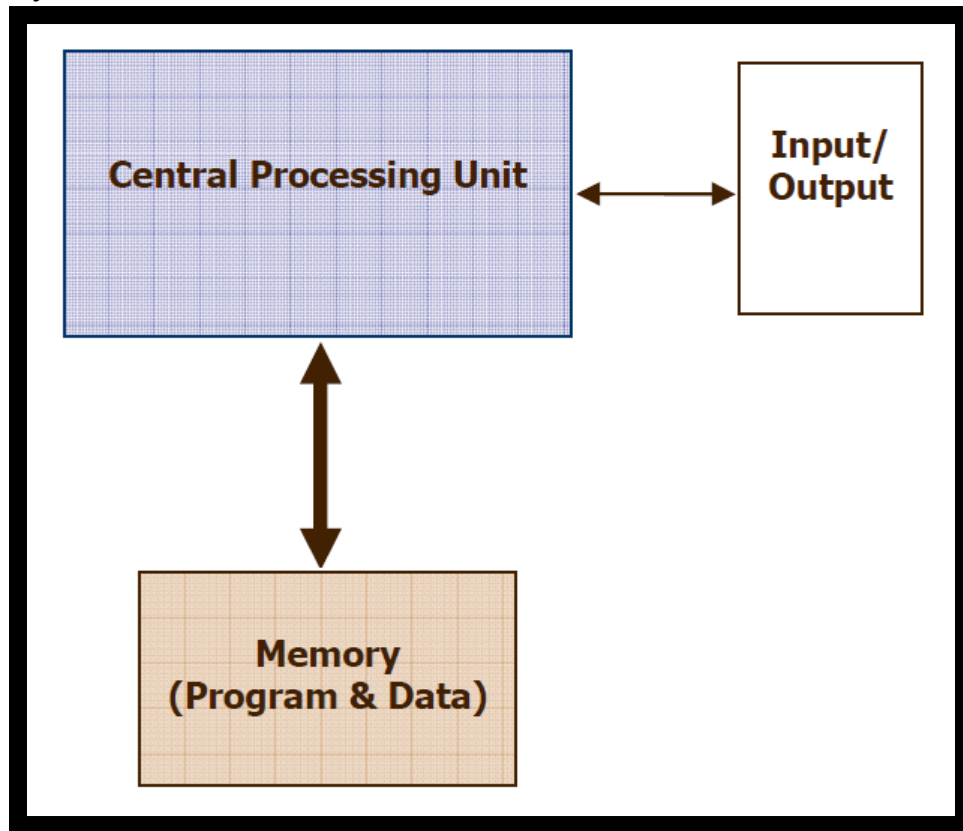 Central Processing Unit
Input/
Output
Memory
(Program & Data)